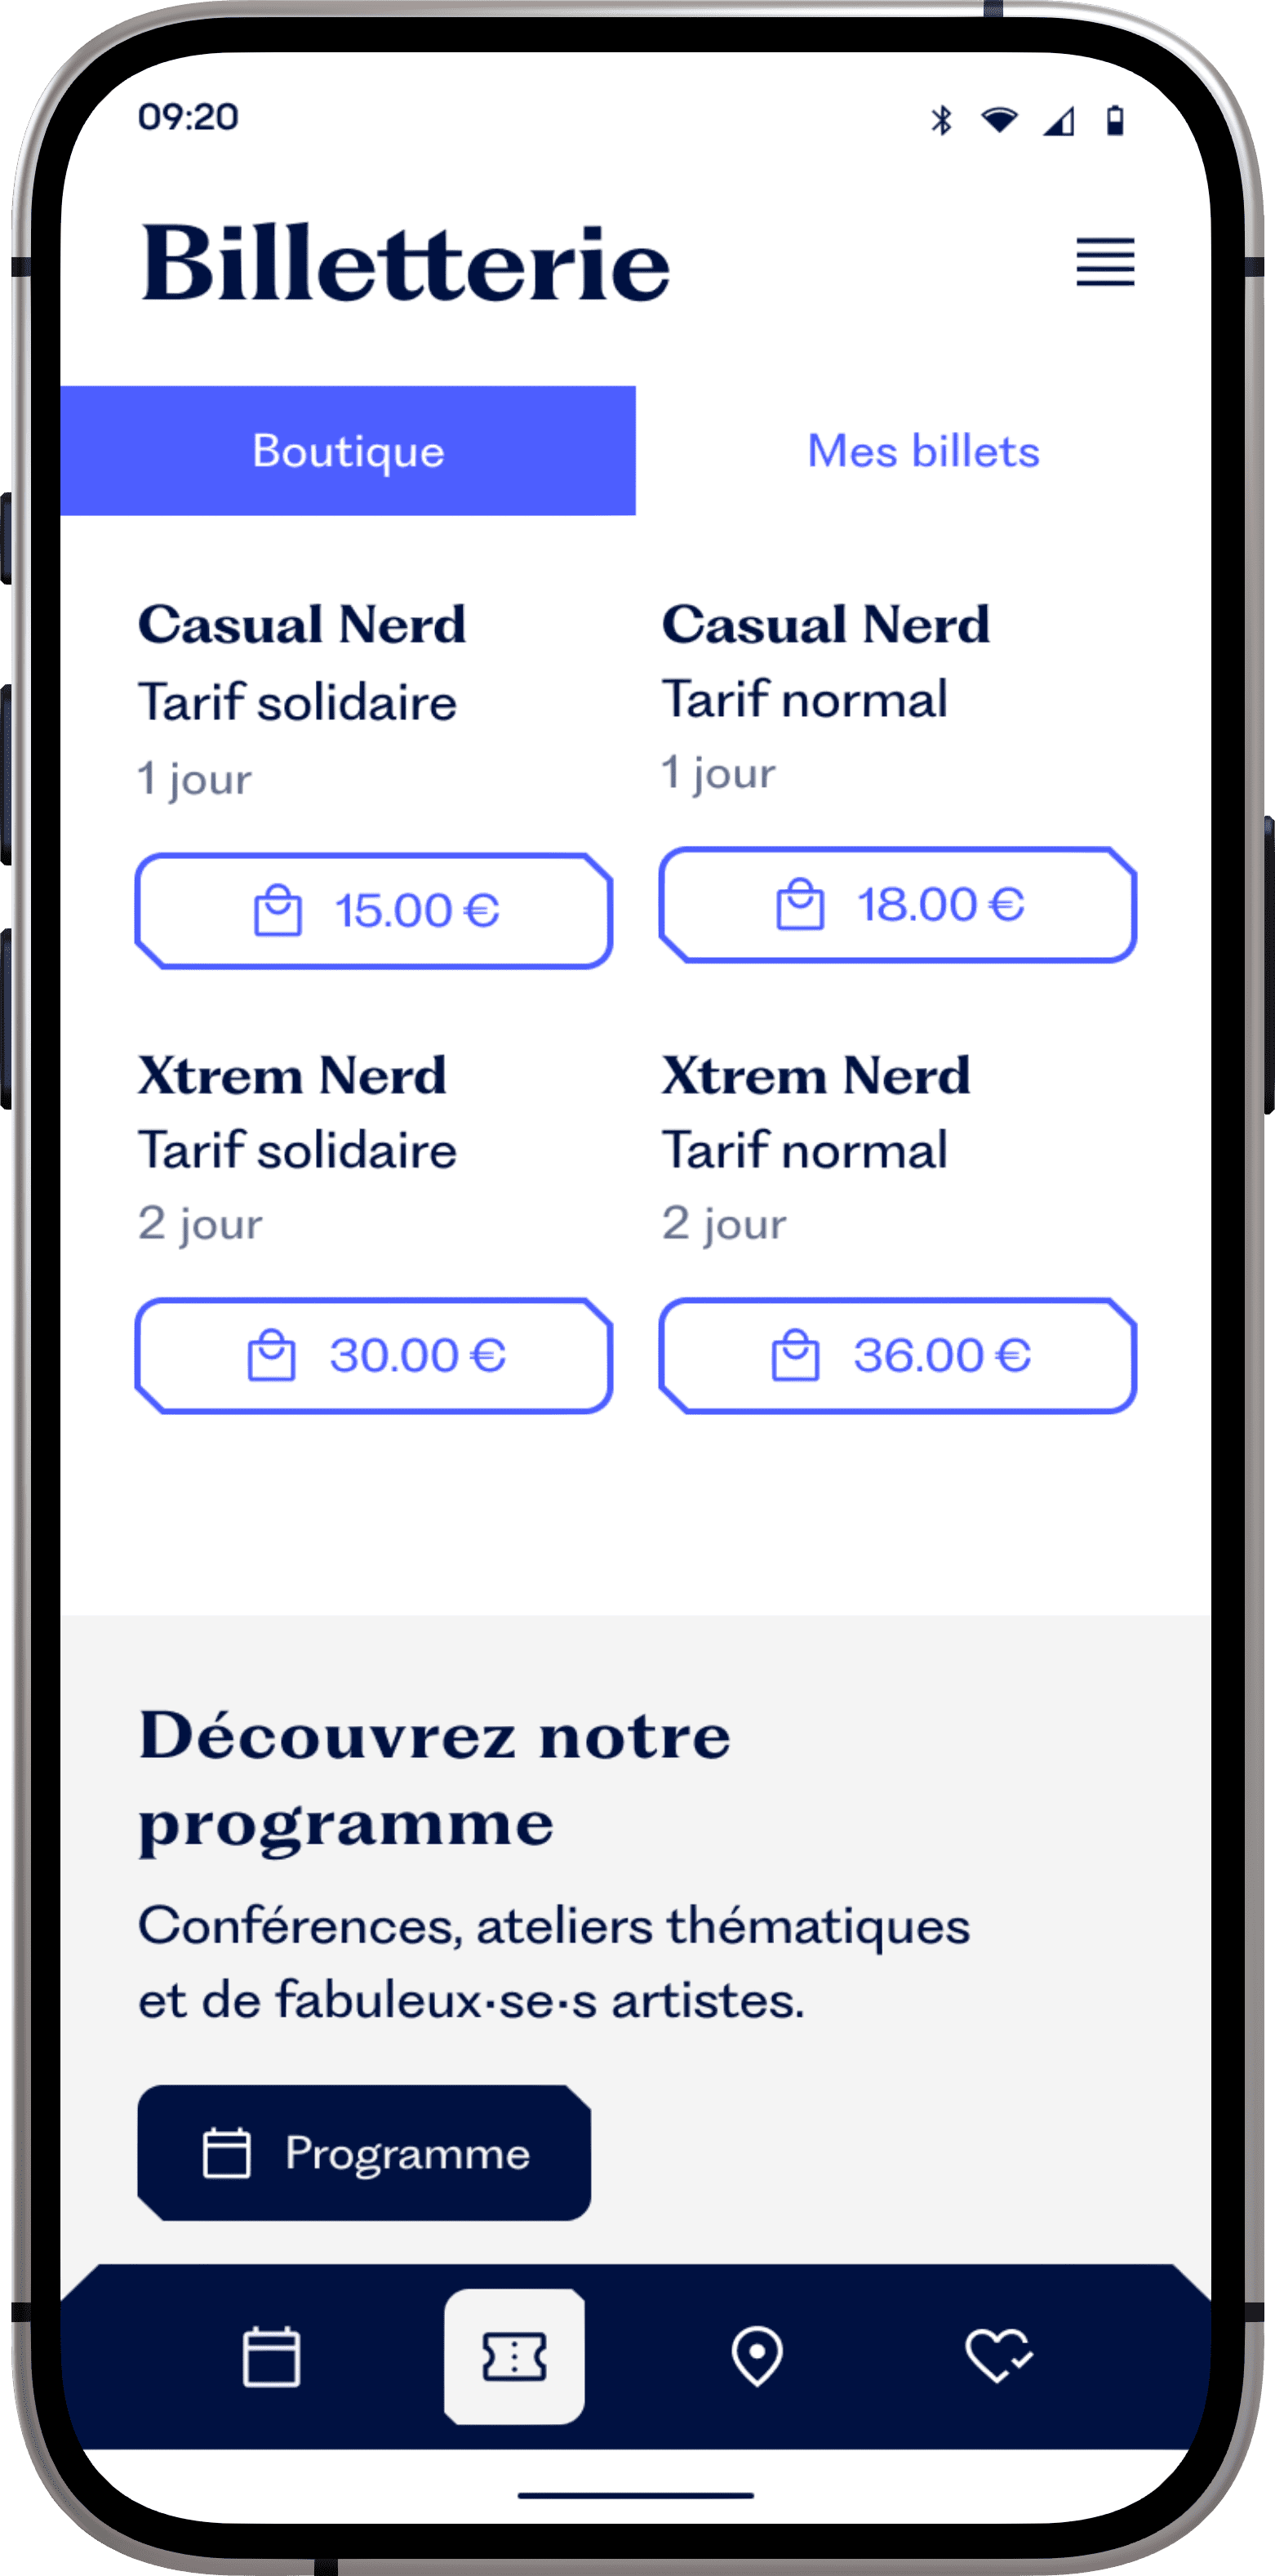 09:20
Billetterie
Boutique
Mes billets
Casual Nerd
Tarif solidaire
1 jour
15.00 €
Casual Nerd
Tarif normal
1 jour
18.00 €
Xtrem Nerd
Tarif solidaire
2 jour
30.00 €
Xtrem Nerd
Tarif normal
2 jour
36.00 €
Découvrez notre
programme
Conférences, ateliers thématiques
et de fabuleux·se·s artistes.
Programme